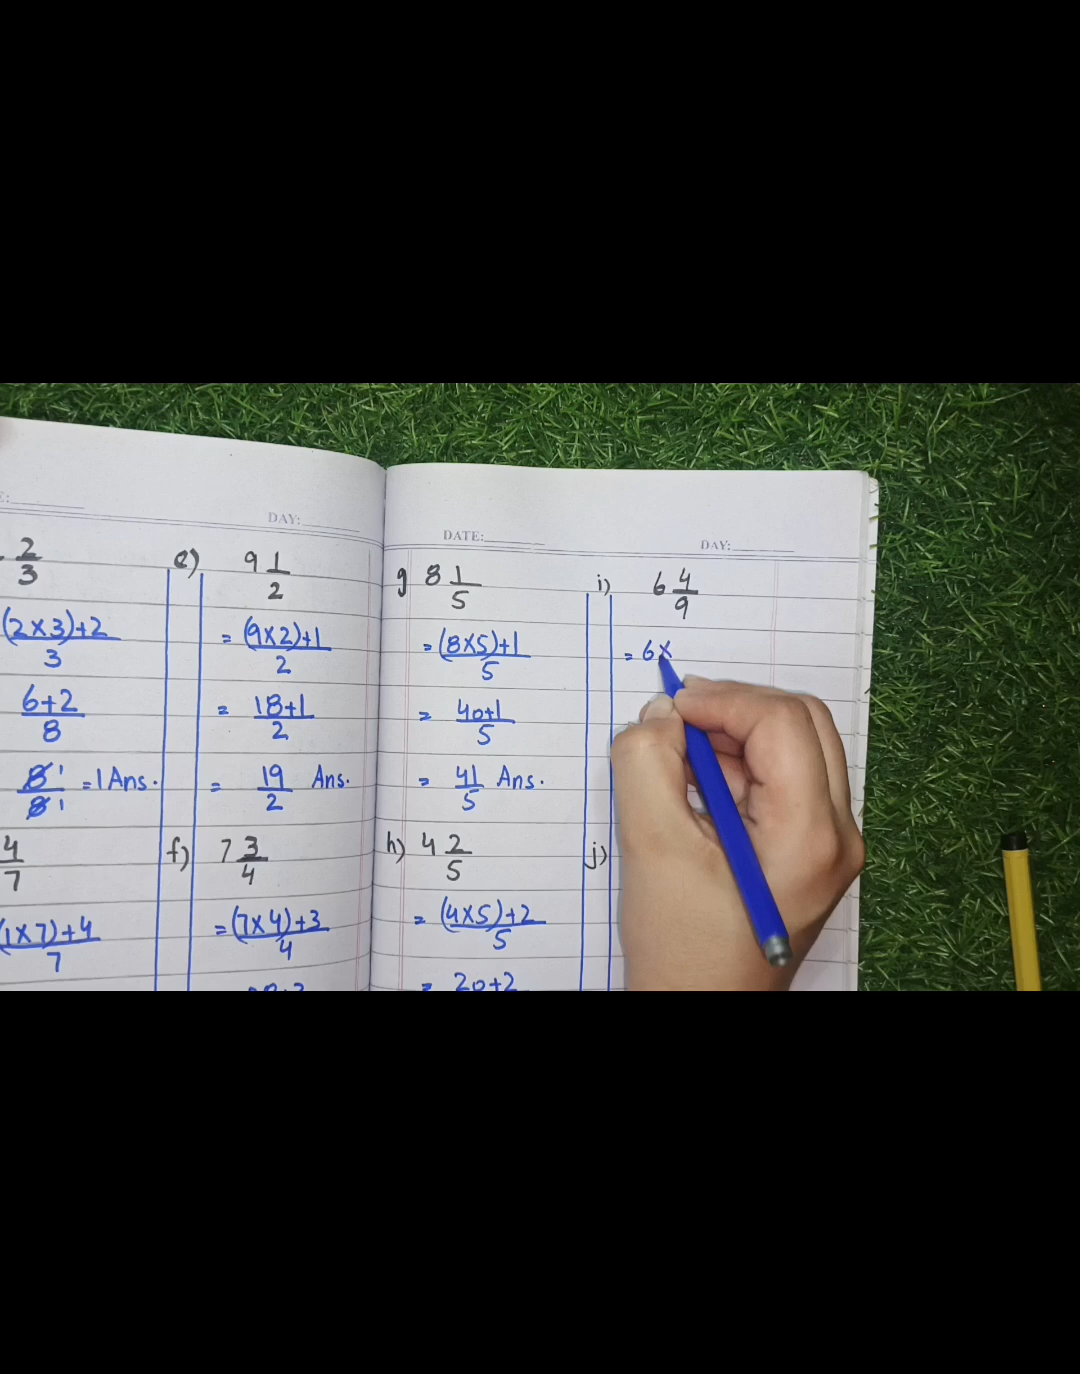 E:
DAY:
2/3
(2×3)+2/3
6+2/8
8/8 1/1 = 1 Ans.
4/7
(1×7)+4/7
e) 9 1/2
= (9×2)+1/2
= 18+1/2
= 19/2 Ans.
f) 7 3/4
= (7×4)+3/4
DATE:
DAY:
g 8 1/5
= (8×5)+1/5
= 40+1/5
= 41/5 Ans.
h) 4 2/5
= (4×5)+2/5
= 20+2
i) 6 4/9
= 6×
j)